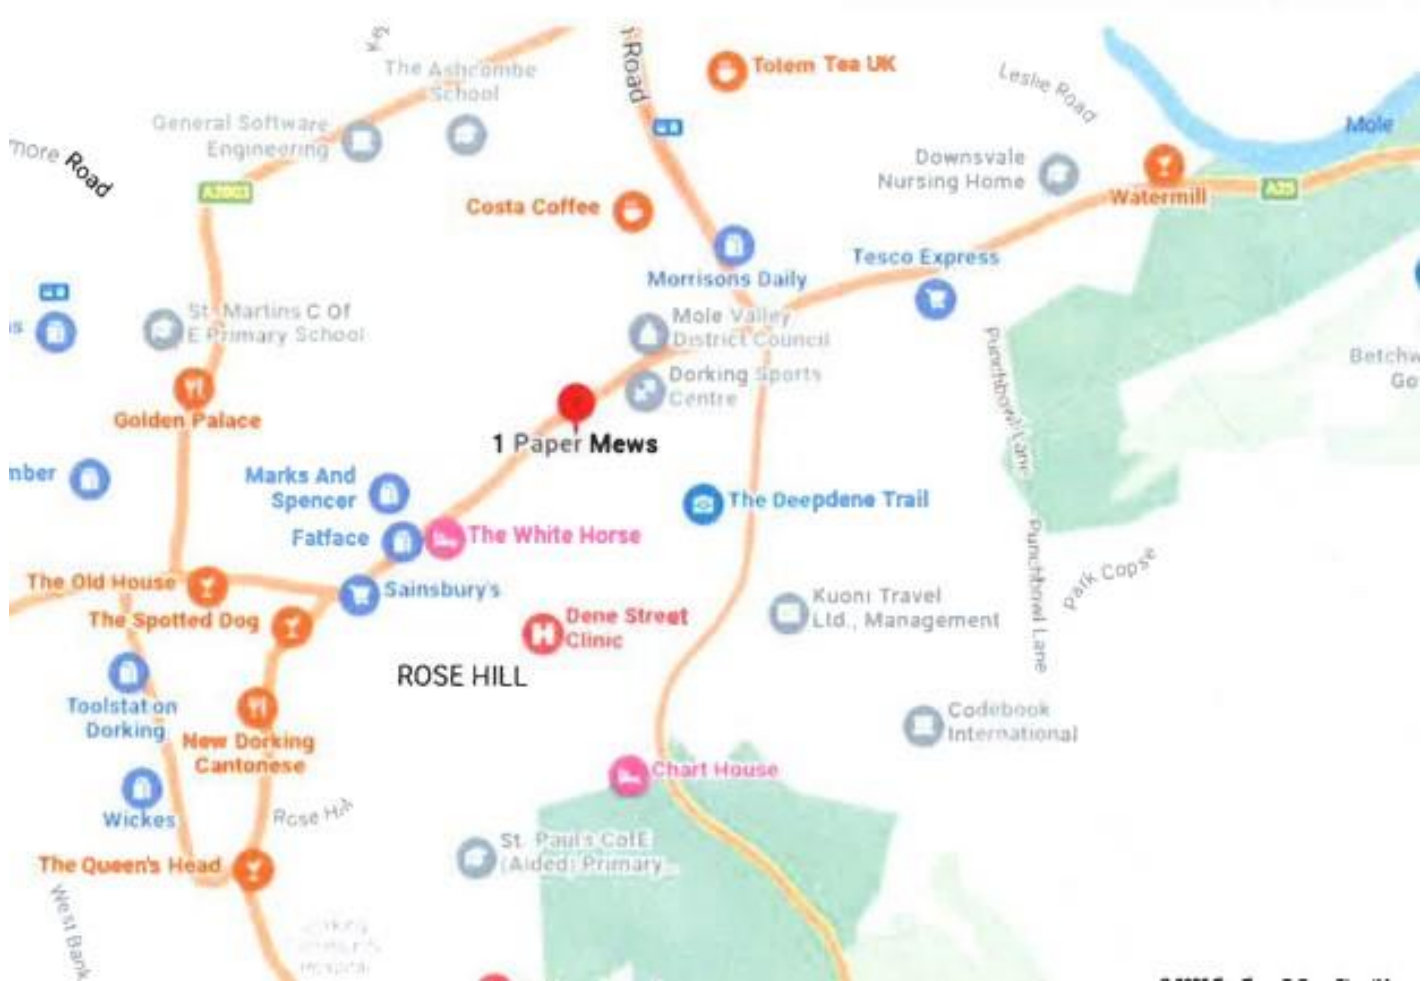 Road
The Ashcombe
School
Totem Tea UK
Leslie Road
General Software
Engineering
Mole
more Road
A2003
Downsvale
Nursing Home
Watermill
A25
Costa Coffee
Morrisons Daily
Tesco Express
St. Martins C Of
E Primary School
Mole Valley
District Council
Dorking Sports
Centre
Punchbowl Lane
Betchw
Go
Golden Palace
1 Paper Mews
mber
Marks And
Spencer
The Deepdene Trail
Fatface
The White Horse
Punchbowl Lane
Park Copse
The Old House
Sainsbury's
The Spotted Dog
Dene Street
Clinic
Kuoni Travel
Ltd., Management
ROSE HILL
Toolstation
Dorking
New Dorking
Cantonese
Codebook
International
Chart House
Wickes
Rose Hill
St. Paul's CofE
(Aided) Primary...
The Queen's Head
West Bank
Hospital